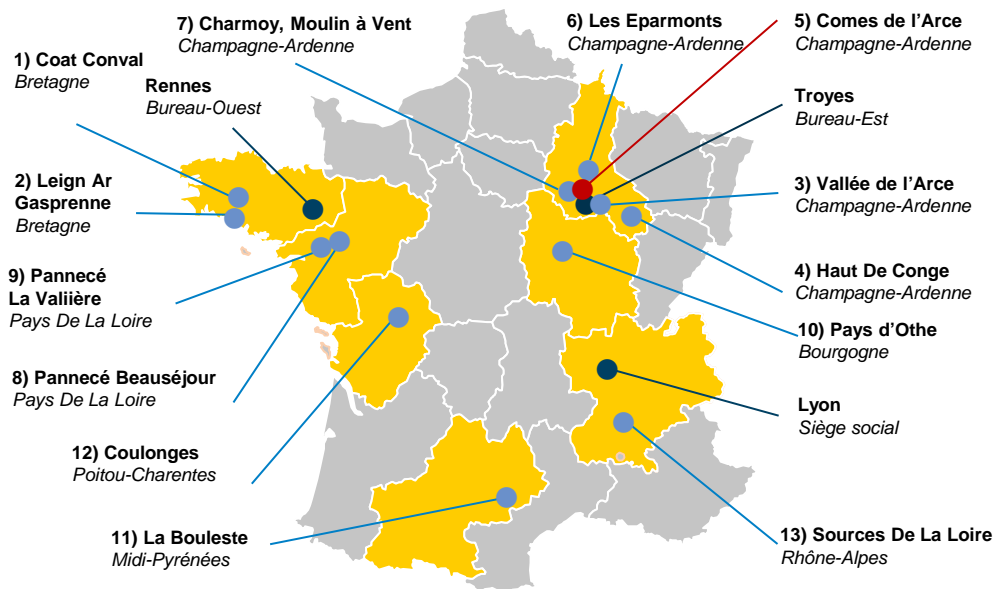 7) Charmoy, Moulin à Vent
Champagne-Ardenne
6) Les Eparmonts
Champagne-Ardenne
5) Comes de l’Arce
Champagne-Ardenne
1) Coat Conval
Bretagne
Rennes
Bureau-Ouest
Troyes
Bureau-Est
2) Leign Ar
Gasprenne
Bretagne
3) Vallée de l’Arce
Champagne-Ardenne
9) Pannecé
La Valiière
Pays De La Loire
4) Haut De Conge
Champagne-Ardenne
10) Pays d’Othe
Bourgogne
8) Pannecé Beauséjour
Pays De La Loire
Lyon
Siège social
12) Coulonges
Poitou-Charentes
11) La Bouleste
Midi-Pyrénées
13) Sources De La Loire
Rhône-Alpes